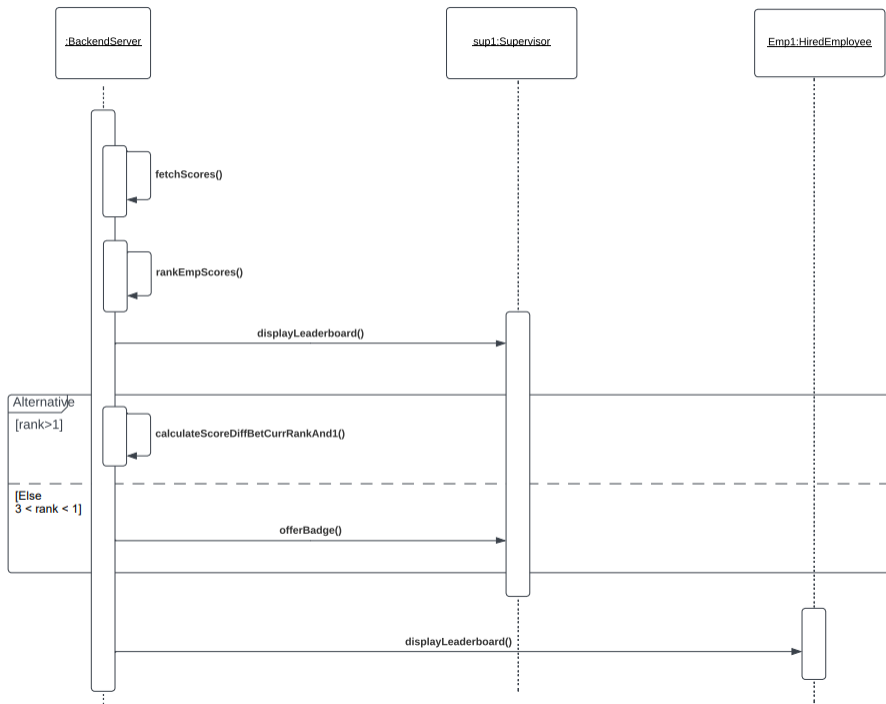 :BackendServer
sup1:Supervisor
Emp1:HiredEmployee
fetchScores()
rankEmpScores()
displayLeaderboard()
Alternative
[rank>1]
calculateScoreDiffBetCurrRankAnd1()
[Else
3 < rank < 1]
offerBadge()
displayLeaderboard()